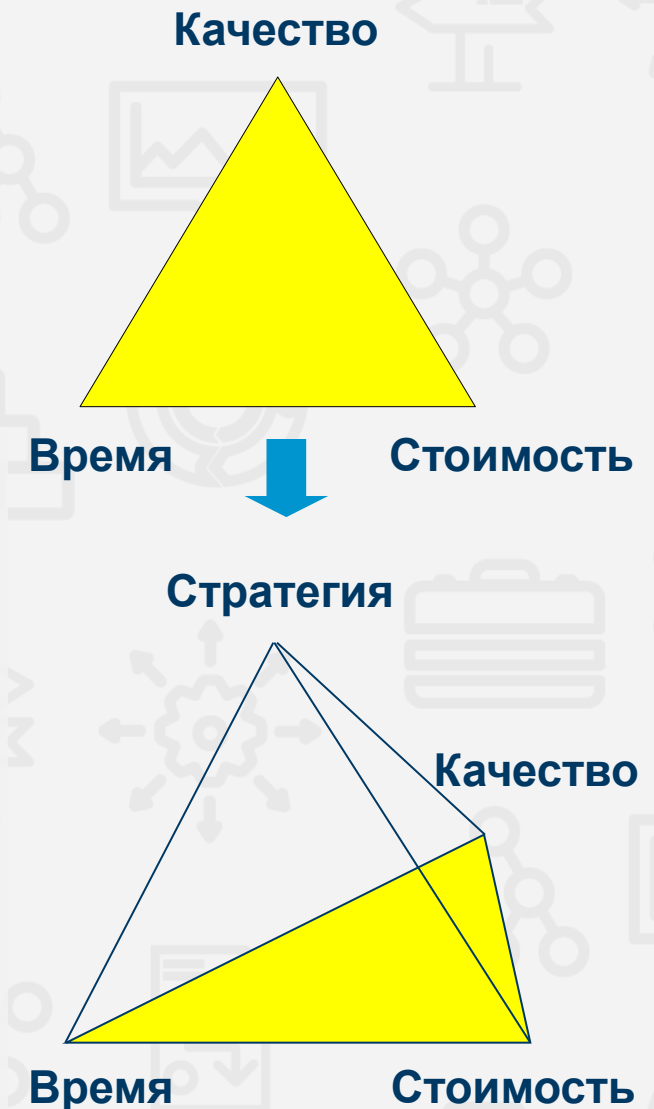 Качество
Время
Стоимость
Стратегия
Качество
Время
Стоимость